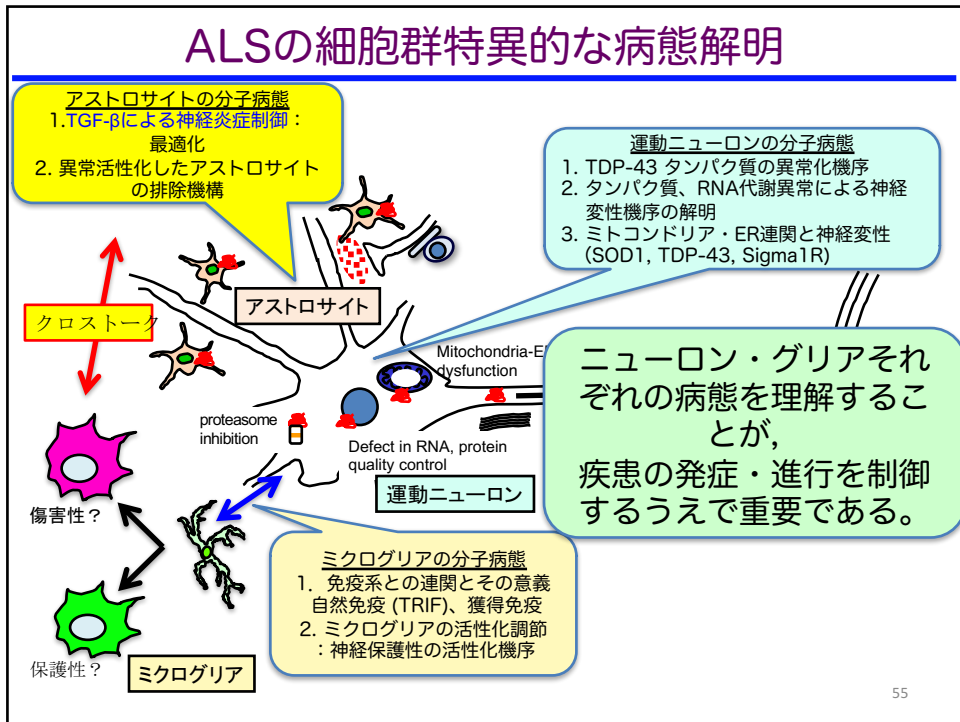 ALSの細胞群特異的な病態解明
アストロサイトの分子病態
1.TGF-βによる神経炎症制御：
最適化
2. 異常活性化したアストロサイト
の排除機構
運動ニューロンの分子病態
1. TDP-43 タンパク質の異常化機序
2. タンパク質、RNA代謝異常による神経
変性機序の解明
3. ミトコンドリア・ER連関と神経変性
(SOD1, TDP-43, Sigma1R)
アストロサイト
クロストーク
Mitochondria-E
dysfunction
proteasome
inhibition
Defect in RNA, protein
quality control
運動ニューロン
ニューロン・グリアそれ
ぞれの病態を理解するこ
とが,
疾患の発症・進行を制御
するうえで重要である。
傷害性？
ミクログリアの分子病態
1. 免疫系との連関とその意義
自然免疫 (TRIF)、獲得免疫
2. ミクログリアの活性化調節
：神経保護性の活性化機序
保護性？
ミクログリア
55